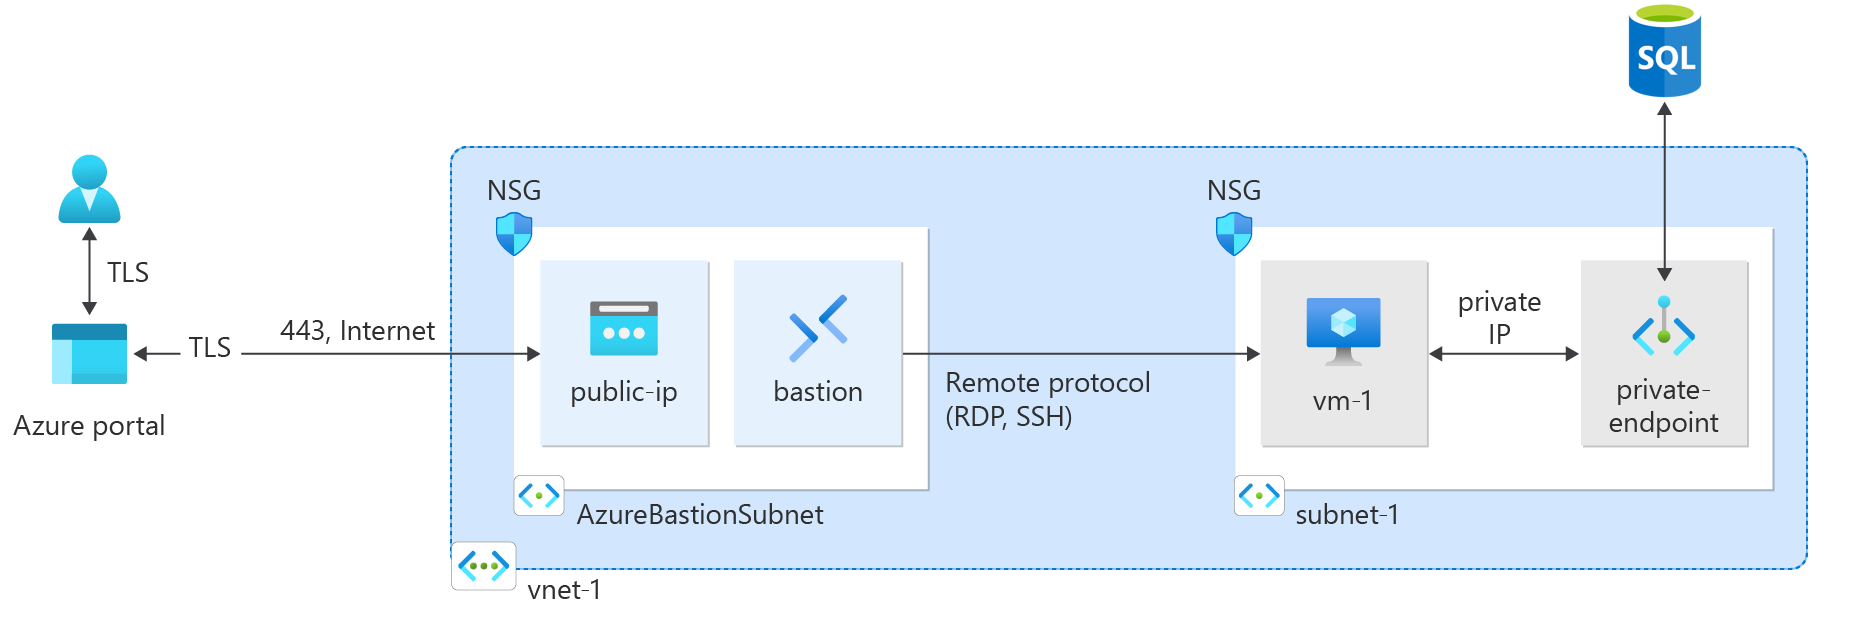 SQL
NSG
NSG
TLS
private
IP
443, Internet
TLS
public-ip
bastion
Remote protocol
(RDP, SSH)
vm-1
private-
endpoint
Azure portal
AzureBastionSubnet
subnet-1
vnet-1